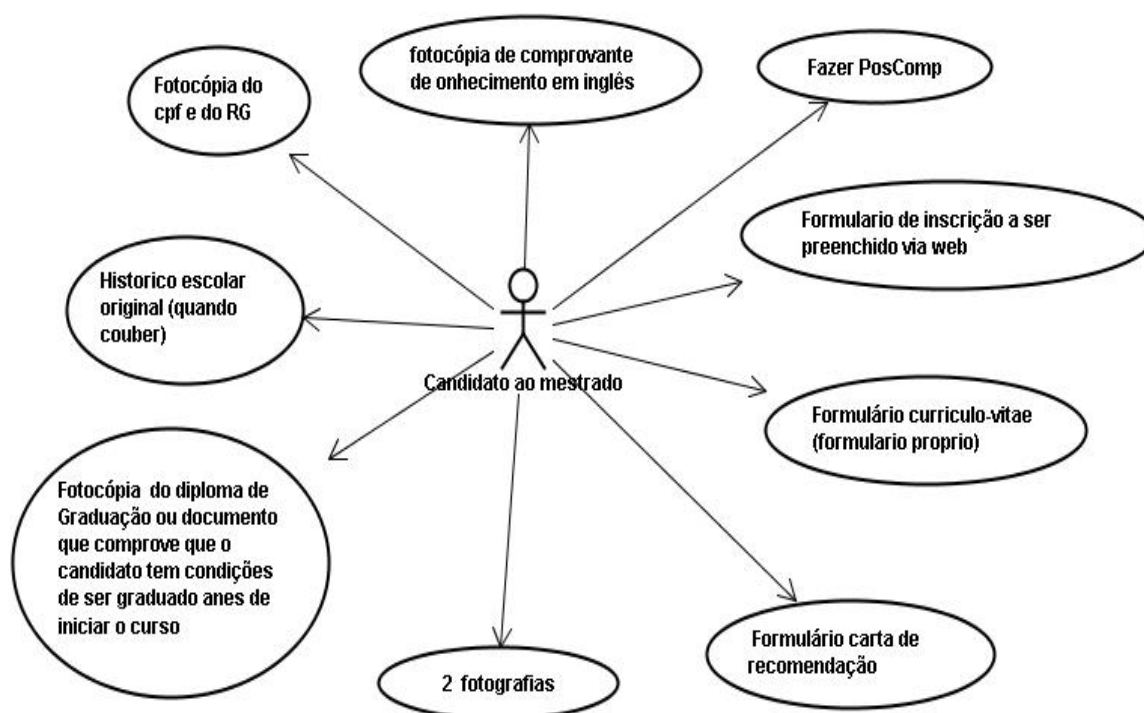 fotocópia de comprovante
de onhecimento em inglês
Fazer PosComp
Fotocópia do
cpf e do RG
Formulario de inscrição a ser
preenchido via web
Historico escolar
original (quando
couber)
Candidato ao mestrado
Formulário curriculo-vitae
(formulario proprio)
Fotocópia do diploma de
Graduação ou documento
que comprove que o
candidato tem condições
de ser graduado anes de
iniciar o curso
Formulário carta de
recomendação
2 fotografias